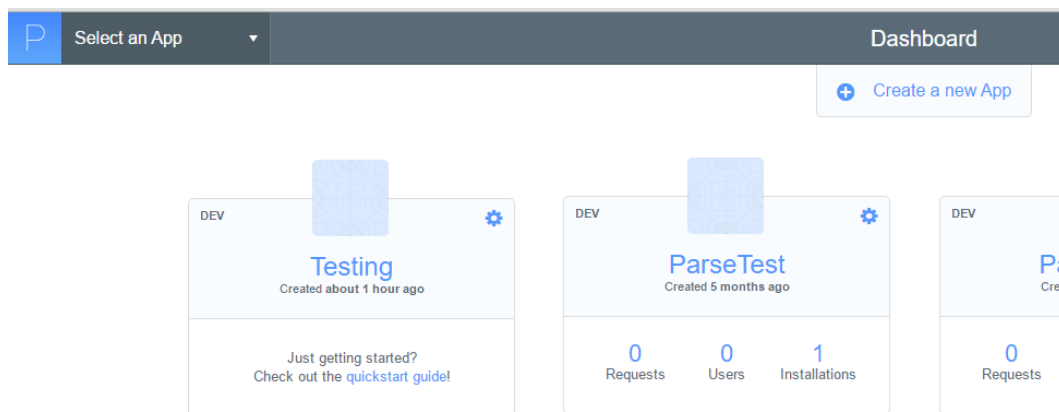 P Select an App Dashboard
Create a new App
DEV
Testing
Created about 1 hour ago
Just getting started?
Check out the quickstart guide!
DEV
ParseTest
Created 5 months ago
0 0 1
Requests Users Installations
DEV
0
Requests